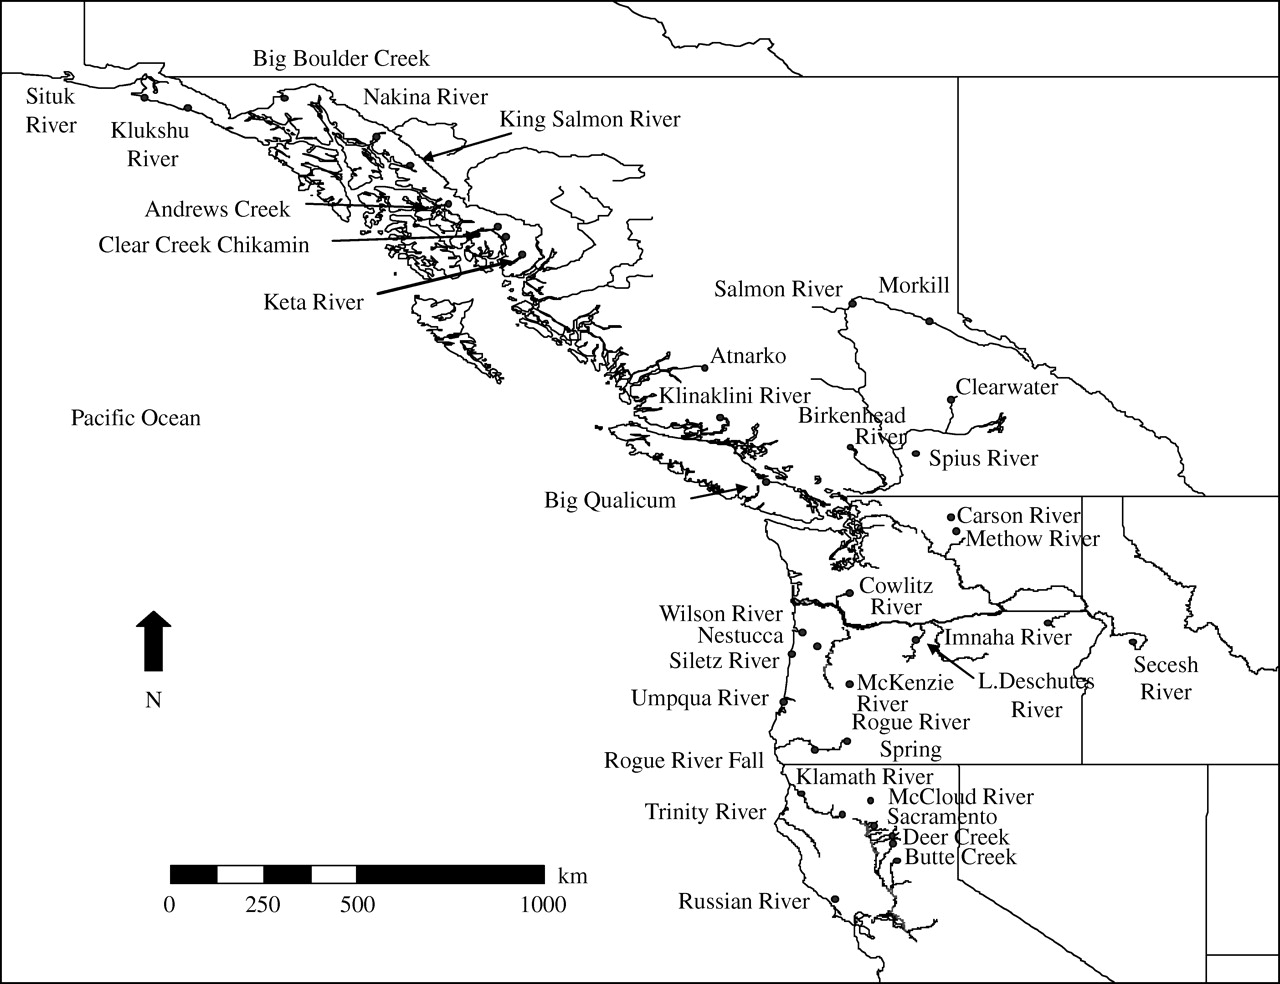 Big Boulder Creek
Situk
River
Nakina River
King Salmon River
Klukshu
River
Andrews Creek
Clear Creek Chikamin
Keta River
Salmon River
Morkill
Atnarko
Clearwater
Klinaklini River
Birkenhead
River
Pacific Ocean
Spius River
Big Qualicum
Carson River
Methow River
Cowlitz
River
Wilson River
Nestucca
Imnaha River
Siletz River
Secesh
River
L.Deschutes
River
McKenzie
River
Umpqua River
Rogue River
Spring
Rogue River Fall
Klamath River
McCloud River
Trinity River
Sacramento
Deer Creek
Butte Creek
Russian River
N
km
0 250 500 1000